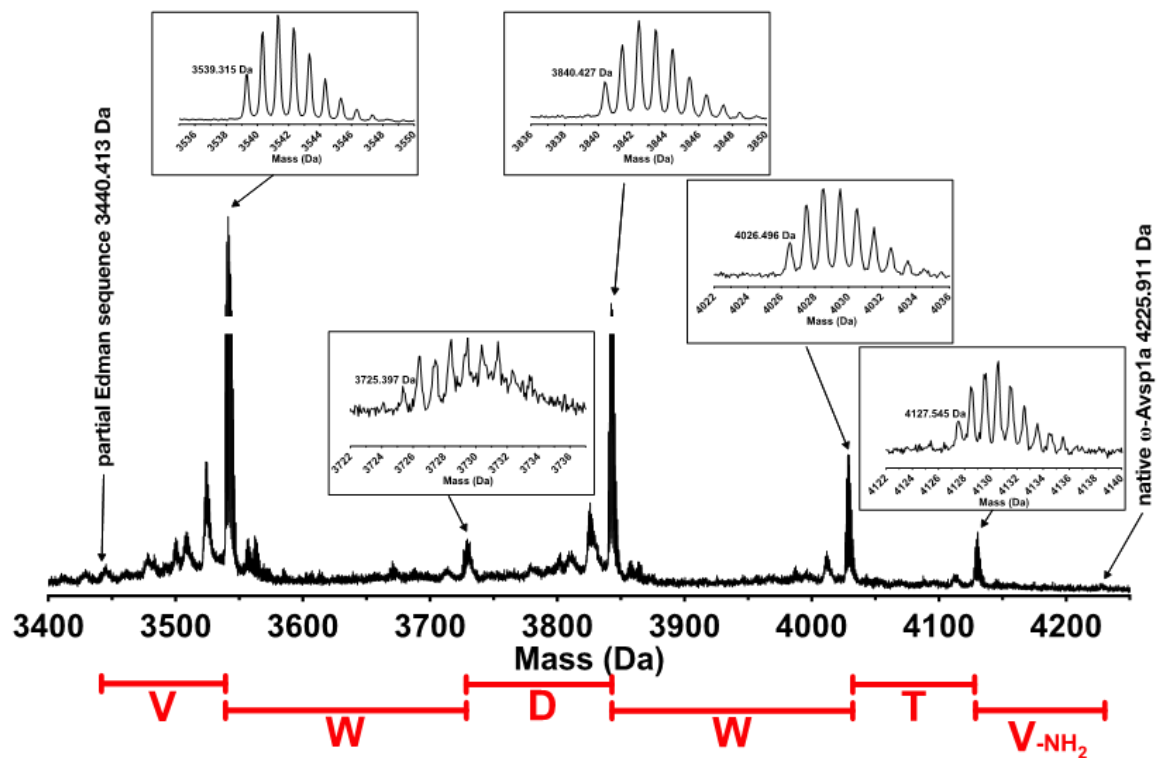 3539.315 Da
3536 3538 3540 3542 3544 3546 3548 3550
Mass (Da)
3840.427 Da
3836 3838 3840 3842 3844 3846 3848 3850
Mass (Da)
4026.496 Da
4022 4024 4026 4028 4030 4032 4034 4036
Mass (Da)
3725.397 Da
3722 3724 3726 3728 3730 3732 3734 3736
Mass (Da)
4127.545 Da
4122 4124 4126 4128 4130 4132 4134 4136 4138 4140
Mass (Da)
partial Edman sequence 3440.413 Da
native ω-Avsp1a 4225.911 Da
3400 3500 3600 3700 3800 3900 4000 4100 4200
Mass (Da)
V D T
W W V-NH₂